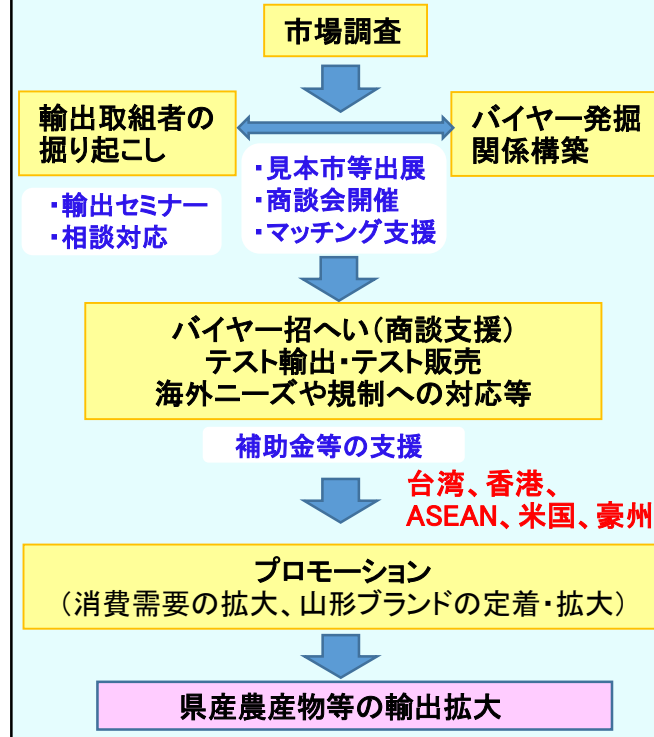 市場調査
輸出取組者の
掘り起こし
バイヤー発掘
関係構築
・輸出セミナー
・相談対応
・見本市等出展
・商談会開催
・マッチング支援
バイヤー招へい(商談支援)
テスト輸出・テスト販売
海外ニーズや規制への対応等
補助金等の支援
台湾、香港、
ASEAN、米国、豪州
プロモーション
(消費需要の拡大、山形ブランドの定着・拡大)
県産農産物等の輸出拡大